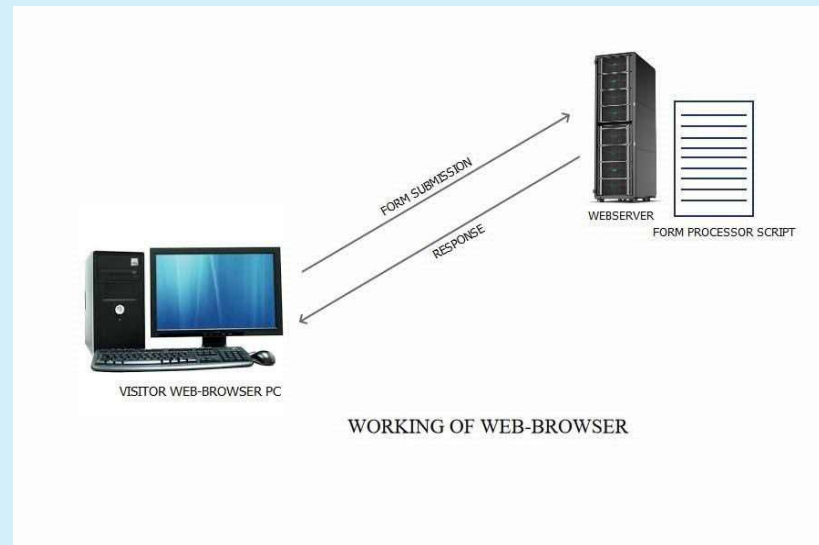 FORM SUBMISSION
RESPONSE
WEBSERVER
FORM PROCESSOR SCRIPT
VISITOR WEB-BROWSER PC
WORKING OF WEB-BROWSER